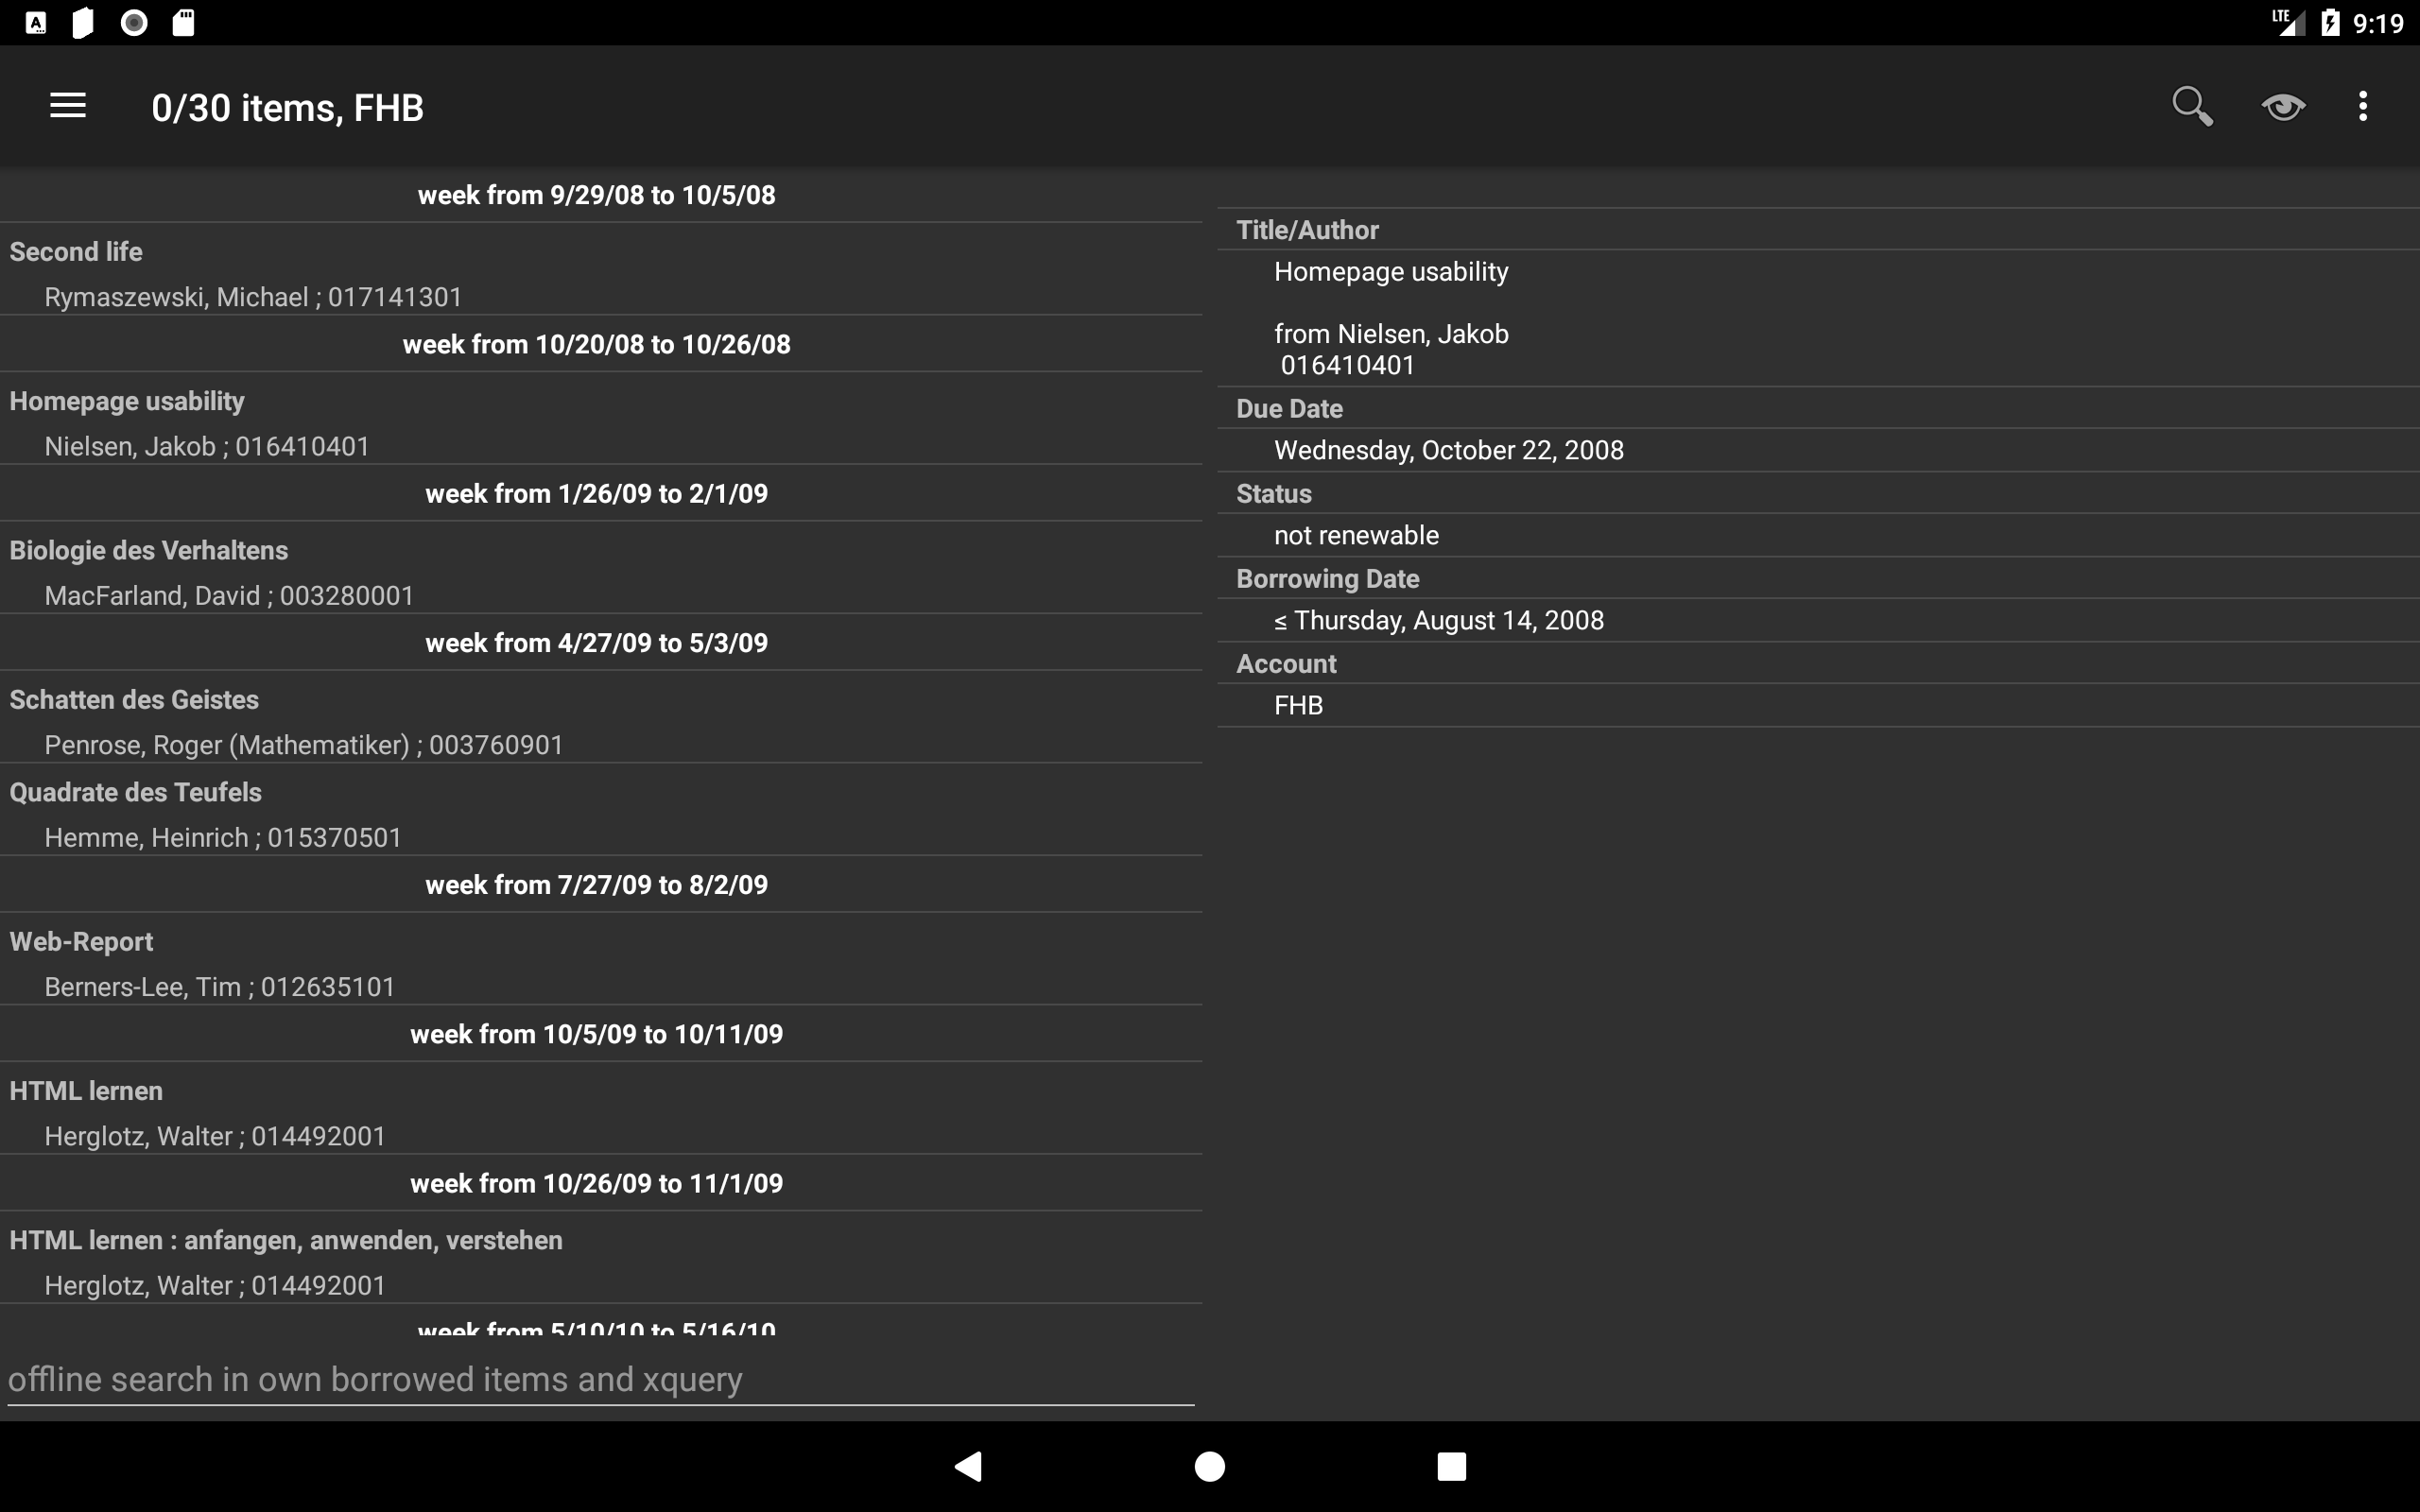 LTE 9:19
0/30 items, FHB
week from 9/29/08 to 10/5/08
Second life
Rymaszewski, Michael ; 017141301
week from 10/20/08 to 10/26/08
Homepage usability
Nielsen, Jakob ; 016410401
week from 1/26/09 to 2/1/09
Biologie des Verhaltens
MacFarland, David ; 003280001
week from 4/27/09 to 5/3/09
Schatten des Geistes
Penrose, Roger (Mathematiker) ; 003760901
Quadrate des Teufels
Hemme, Heinrich ; 015370501
week from 7/27/09 to 8/2/09
Web-Report
Berners-Lee, Tim ; 012635101
week from 10/5/09 to 10/11/09
HTML lernen
Herglotz, Walter ; 014492001
week from 10/26/09 to 11/1/09
HTML lernen : anfangen, anwenden, verstehen
Herglotz, Walter ; 014492001
week from 5/10/10 to 5/16/10
offline search in own borrowed items and xquery
Title/Author
Homepage usability
from Nielsen, Jakob
016410401
Due Date
Wednesday, October 22, 2008
Status
not renewable
Borrowing Date
≤ Thursday, August 14, 2008
Account
FHB